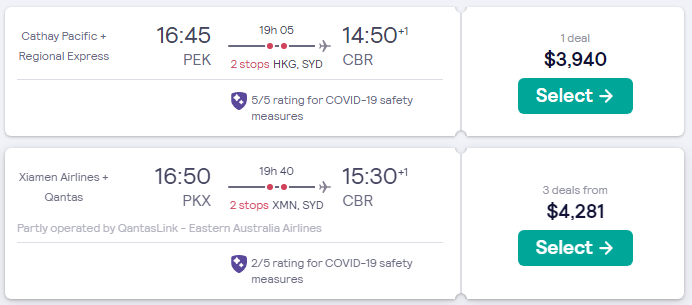 Cathay Pacific +
Regional Express
16:45
PEK
19h 05
2 stops HKG, SYD
14:50+1
CBR
5/5 rating for COVID-19 safety
measures
1 deal
$3,940
Select →
Xiamen Airlines +
Qantas
16:50
PKX
19h 40
2 stops XMN, SYD
15:30+1
CBR
Partly operated by QantasLink - Eastern Australia Airlines
2/5 rating for COVID-19 safety
measures
3 deals from
$4,281
Select →